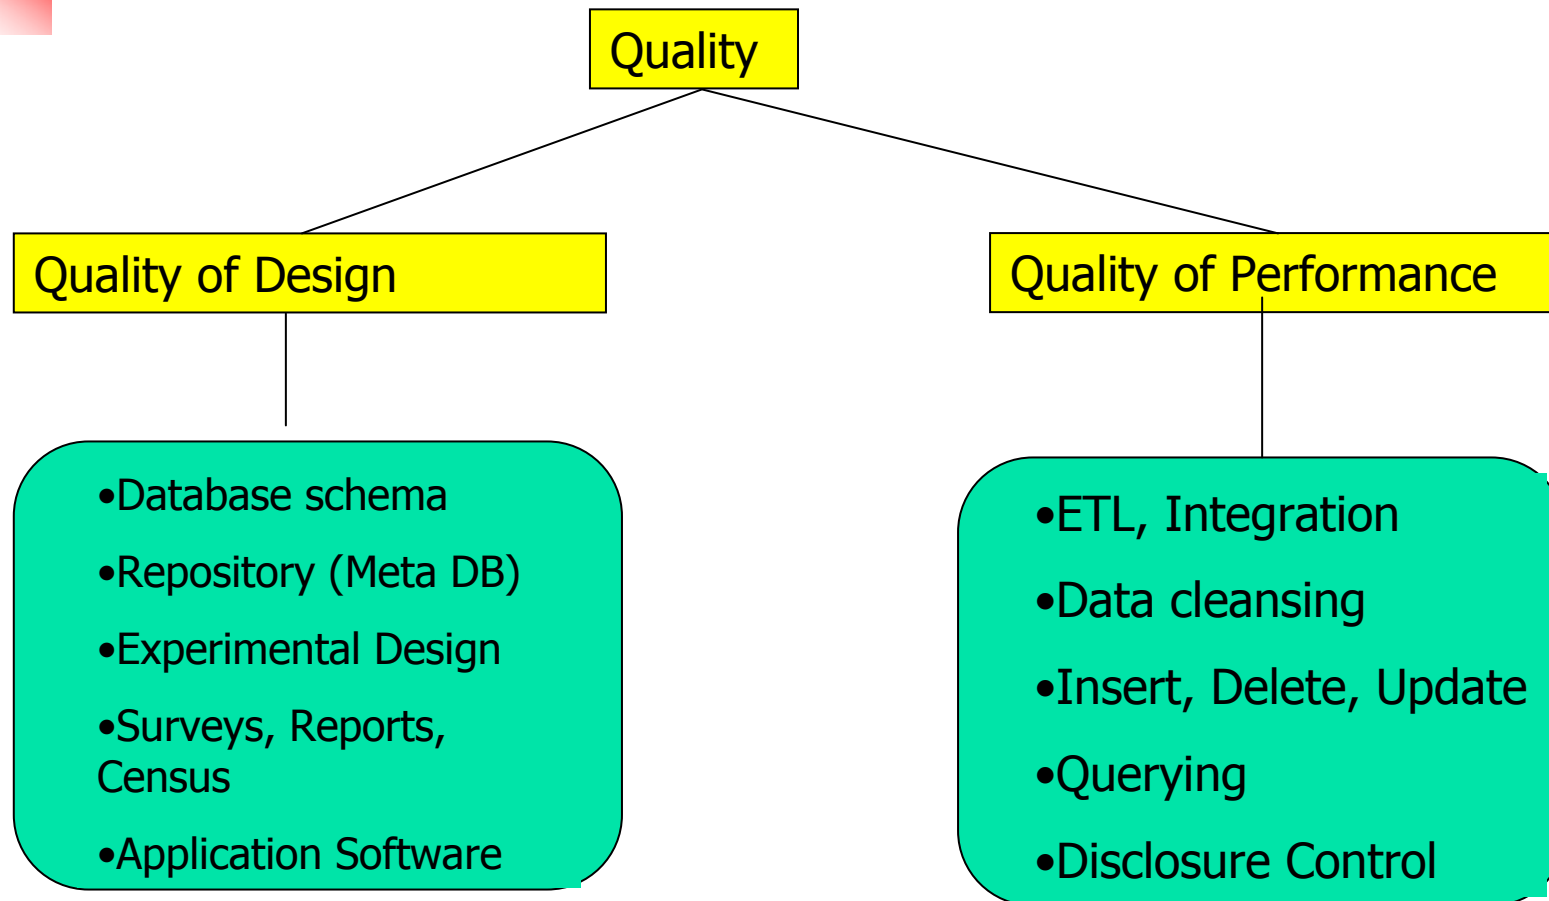 Quality
Quality of Design
Quality of Performance
•Database schema
•Repository (Meta DB)
•Experimental Design
•Surveys, Reports,
Census
•Application Software
•ETL, Integration
•Data cleansing
•Insert, Delete, Update
•Querying
•Disclosure Control